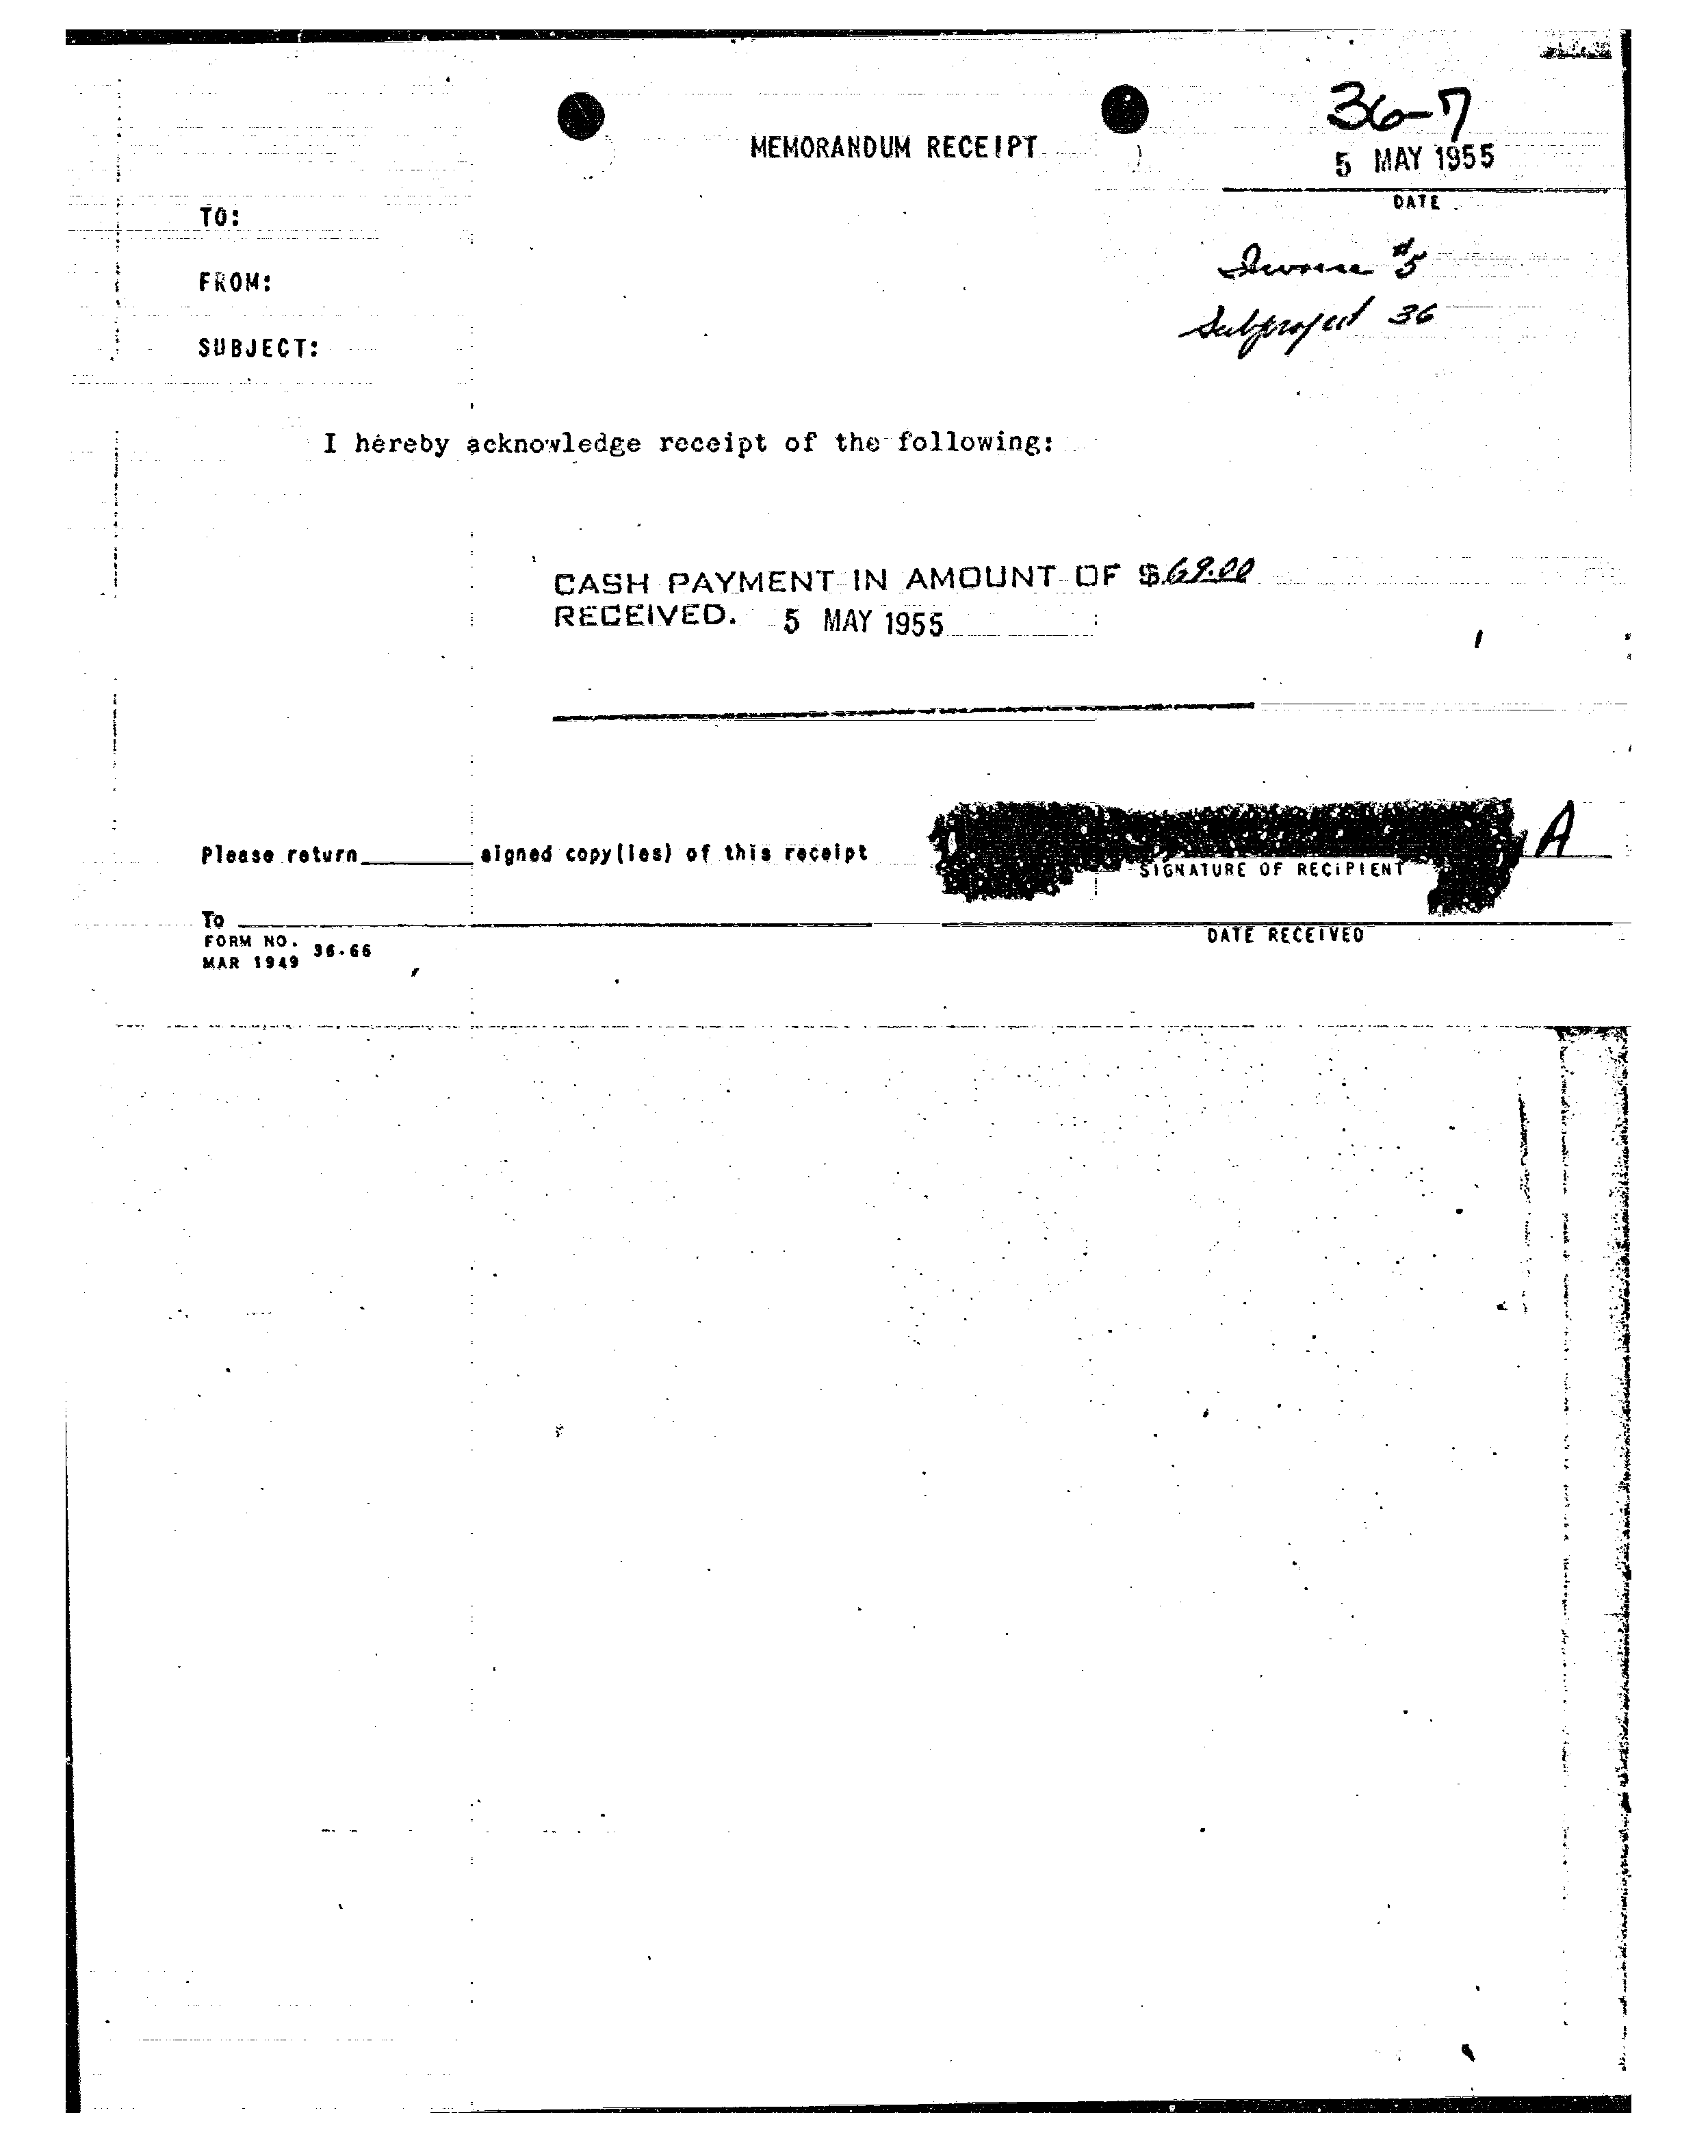 36-7
MEMORANDUM RECEIPT
5 MAY 1955
DATE
TO:
Invoice #5
FROM:
Subproject 36
SUBJECT:
I hereby acknowledge receipt of the following:
CASH PAYMENT IN AMOUNT OF $69.00
RECEIVED. 5 MAY 1955
Please return signed copy(ies) of this receipt
A
SIGNATURE OF RECIPIENT
To
DATE RECEIVED
FORM NO. 36-66
MAR 1949